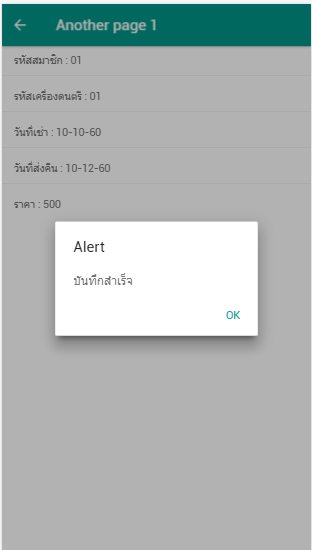 Another page 1
รหัสสมาชิก : 01
รหัสเครื่องดนตรี : 01
วันที่เช่า : 10-10-60
วันที่ส่งคืน : 10-12-60
ราคา : 500
Alert
บันทึกสำเร็จ
OK